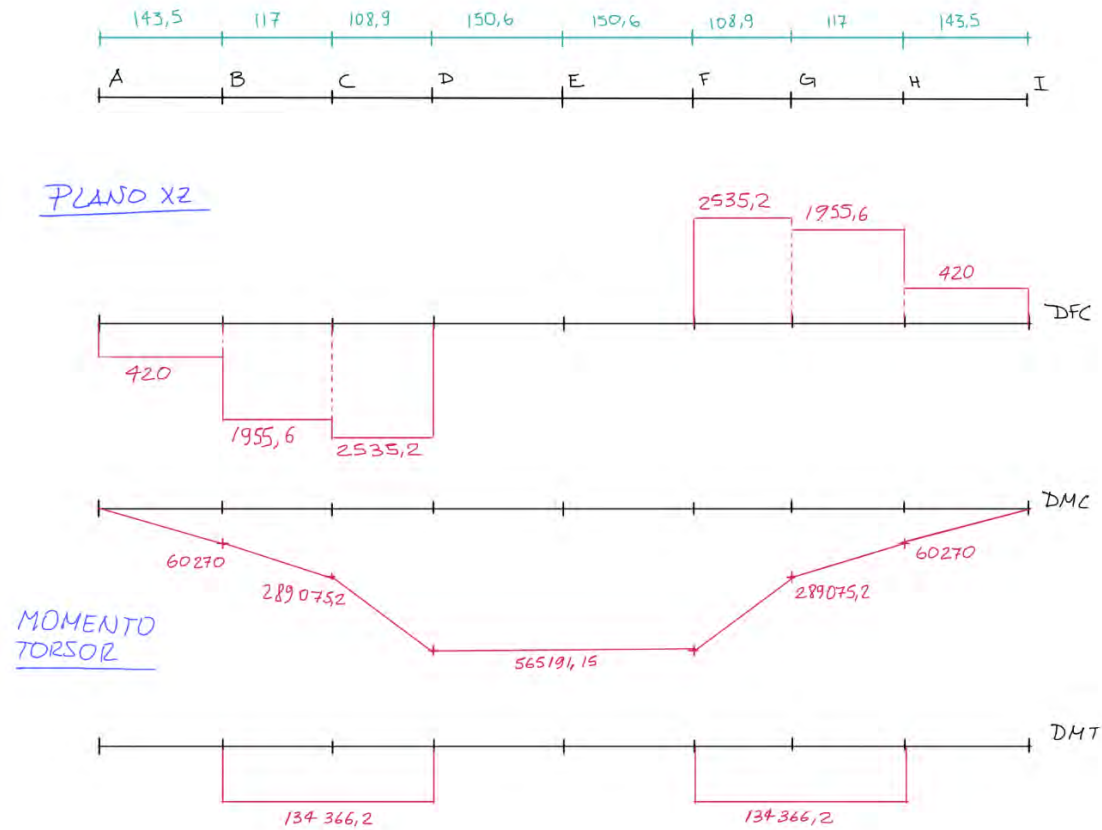 143,5 117 108,9 150,6 150,6 108,9 117 143,5
A B C D E F G H I
PLANO XZ
2535,2
1955,6
420
DFC
420
1955,6
2535,2
DMC
60270
60270
289075,2
289075,2
MOMENTO
TORSOR
565191,15
DMT
134366,2
134366,2